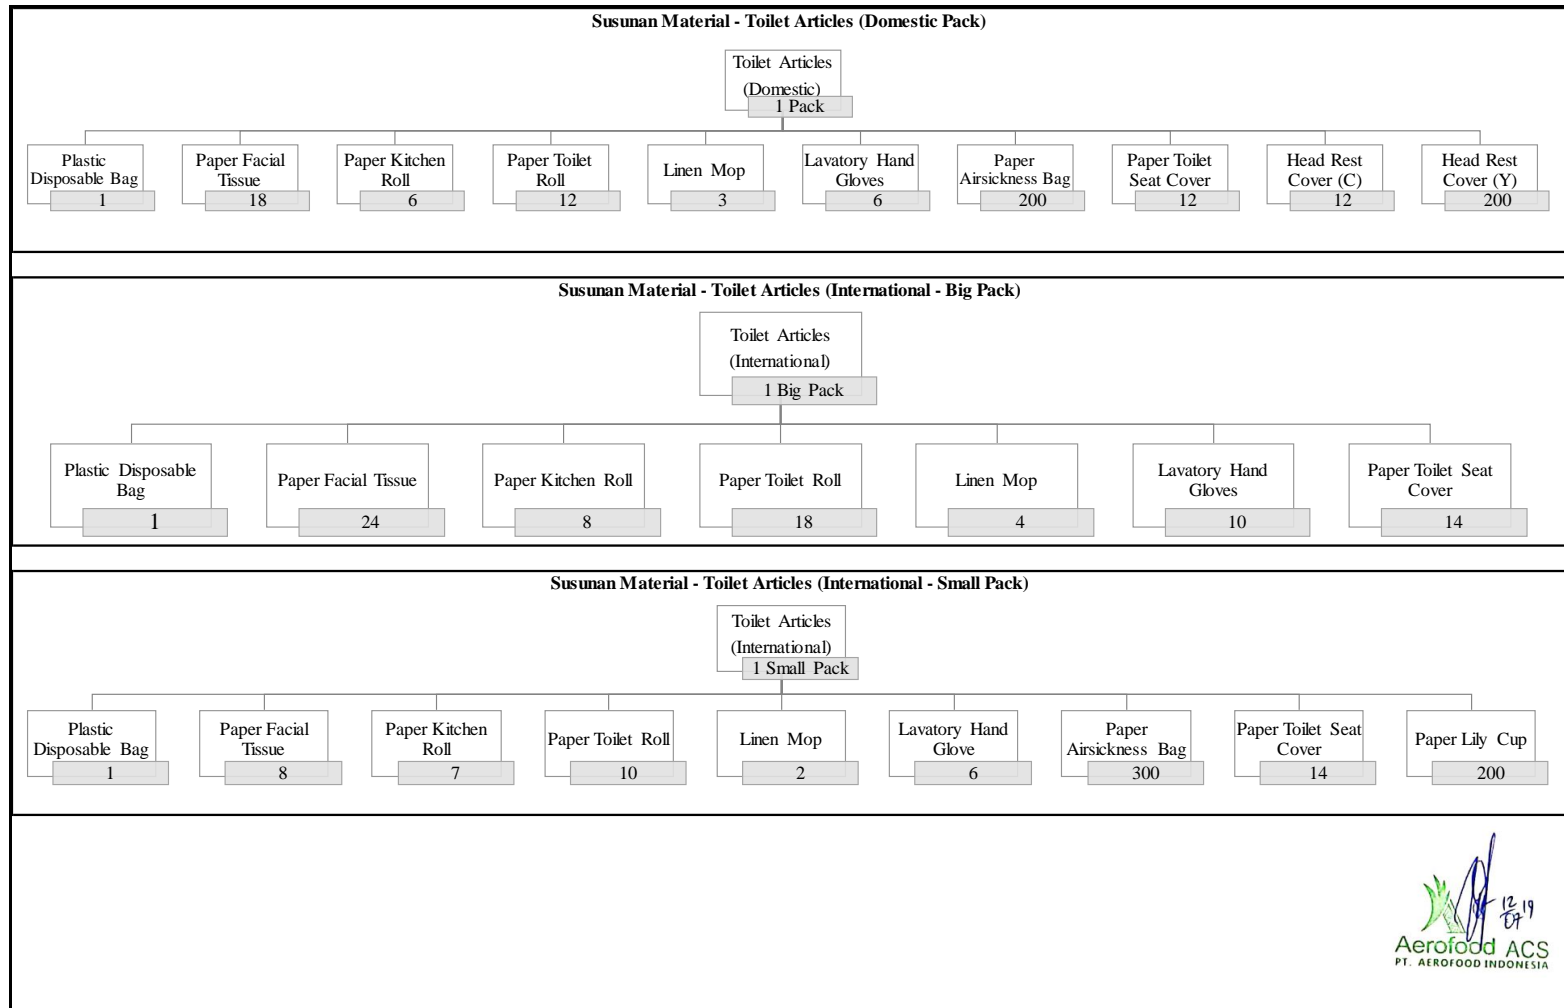 Susunan Material - Toilet Articles (Domestic Pack)
Toilet Articles
(Domestic)
1 Pack
Plastic
Disposable Bag
1
Paper Facial
Tissue
18
Paper Kitchen
Roll
6
Paper Toilet
Roll
12
Linen Mop
3
Lavatory Hand
Gloves
6
Paper
Airsickness Bag
200
Paper Toilet
Seat Cover
12
Head Rest
Cover (C)
12
Head Rest
Cover (Y)
200
Susunan Material - Toilet Articles (International - Big Pack)
Toilet Articles
(International)
1 Big Pack
Plastic Disposable
Bag
1
Paper Facial Tissue
24
Paper Kitchen Roll
8
Paper Toilet Roll
18
Linen Mop
4
Lavatory Hand
Gloves
10
Paper Toilet Seat
Cover
14
Susunan Material - Toilet Articles (International - Small Pack)
Toilet Articles
(International)
1 Small Pack
Plastic
Disposable Bag
1
Paper Facial
Tissue
8
Paper Kitchen
Roll
7
Paper Toilet Roll
10
Linen Mop
2
Lavatory Hand
Glove
6
Paper
Airsickness Bag
300
Paper Toilet Seat
Cover
14
Paper Lily Cup
200
12/07 19
Aerofood ACS
PT. AEROFOOD INDONESIA